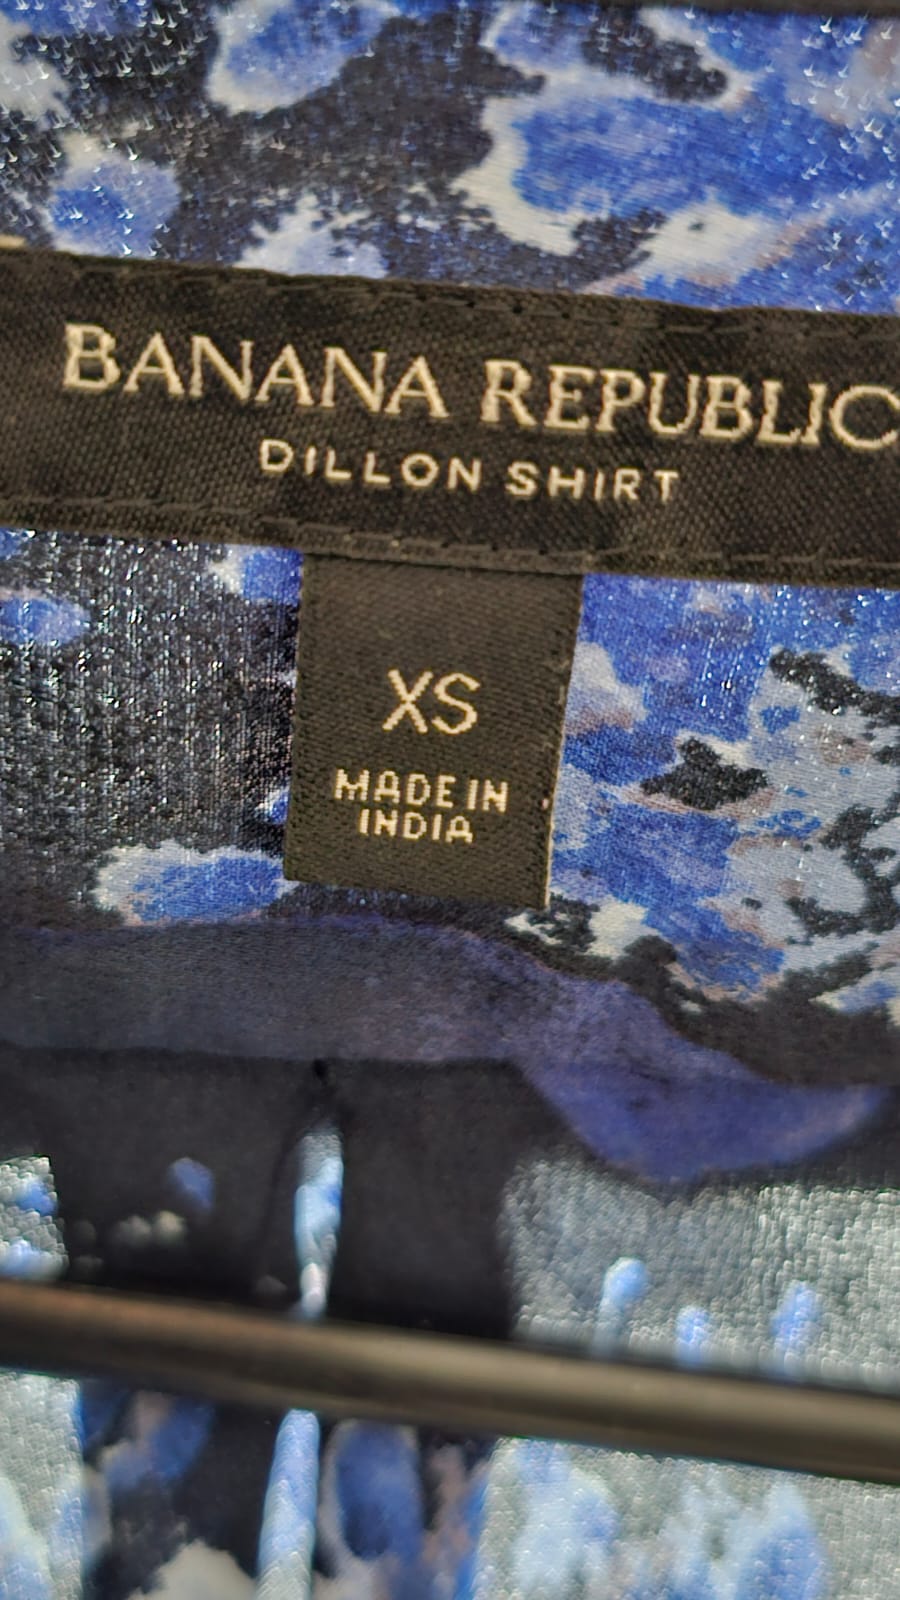 BANANA REPUBLIC
DILLON SHIRT
XS
MADE IN
INDIA